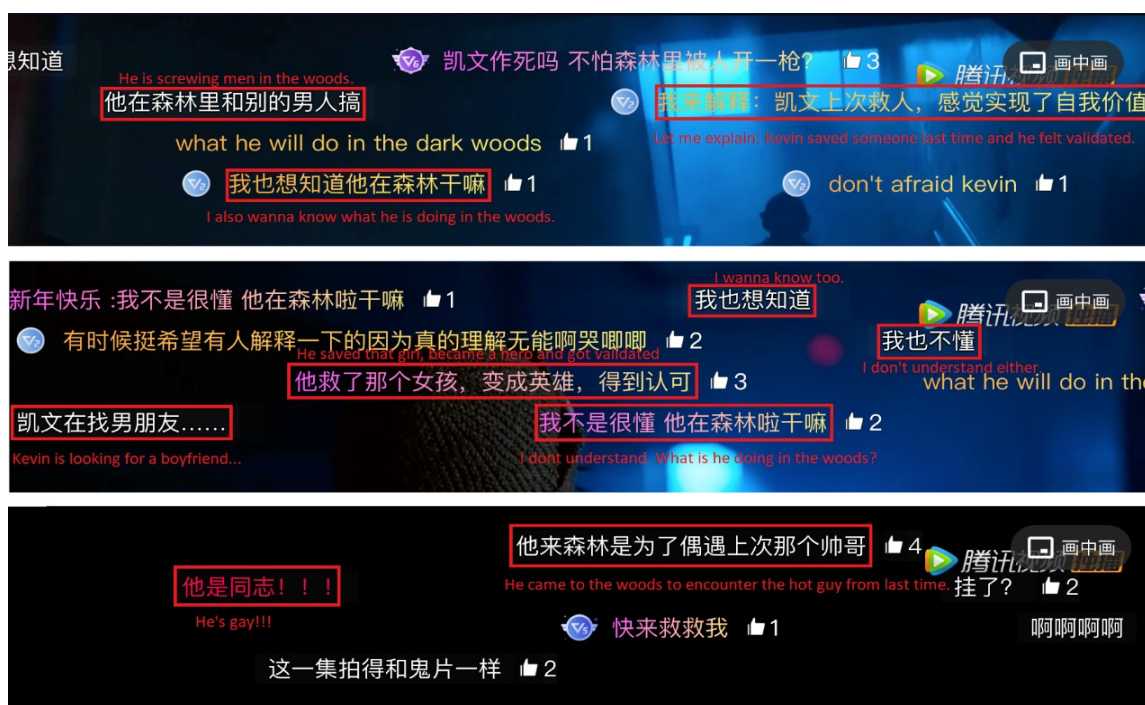 想知道
凯文作死吗 不怕森林里被人开一枪? 3
画中画
腾讯
He is screwing men in the woods.
他在森林里和别的男人搞
我来解释：凯文上次救人，感觉实现了自我价值
what he will do in the dark woods 1
Let me explain: Kevin saved someone last time and he felt validated.
我也想知道他在森林干嘛 1
don't afraid kevin 1
I also wanna know what he is doing in the woods.
I wanna know too.
新年快乐 :我不是很懂 他在森林啦干嘛 1
我也想知道
画中画
腾讯视频
有时候挺希望有人解释一下的因为真的理解无能啊哭唧唧 2
我也不懂
He saved that girl, became a hero and got validated
I don't understand either.
他救了那个女孩，变成英雄，得到认可 3
what he will do in the
凯文在找男朋友……
我不是很懂 他在森林啦干嘛 2
Kevin is looking for a boyfriend...
I dont understand. What is he doing in the woods?
他来森林是为了偶遇上次那个帅哥 4
画中画
腾讯视频
他是同志！！！
He came to the woods to encounter the hot guy from last time.
挂了? 2
He's gay!!!
快来救救我 1
啊啊啊啊
这一集拍得和鬼片一样 2